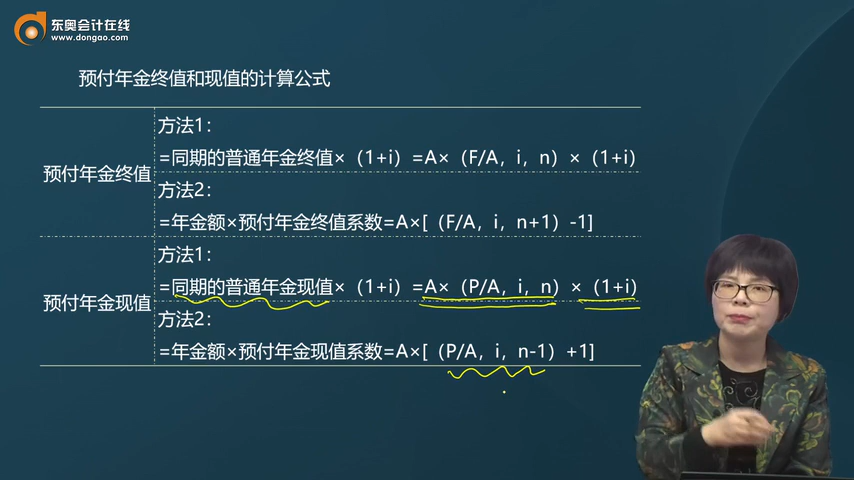 东奥会计在线
www.dongao.com
预付年金终值和现值的计算公式
预付年金终值
方法1：
=同期的普通年金终值×（1+i）=A×（F/A，i，n）×（1+i）
方法2：
=年金额×预付年金终值系数=A×[（F/A，i，n+1）-1]
预付年金现值
方法1：
=同期的普通年金现值×（1+i）=A×（P/A，i，n）×（1+i）
方法2：
=年金额×预付年金现值系数=A×[（P/A，i，n-1）+1]